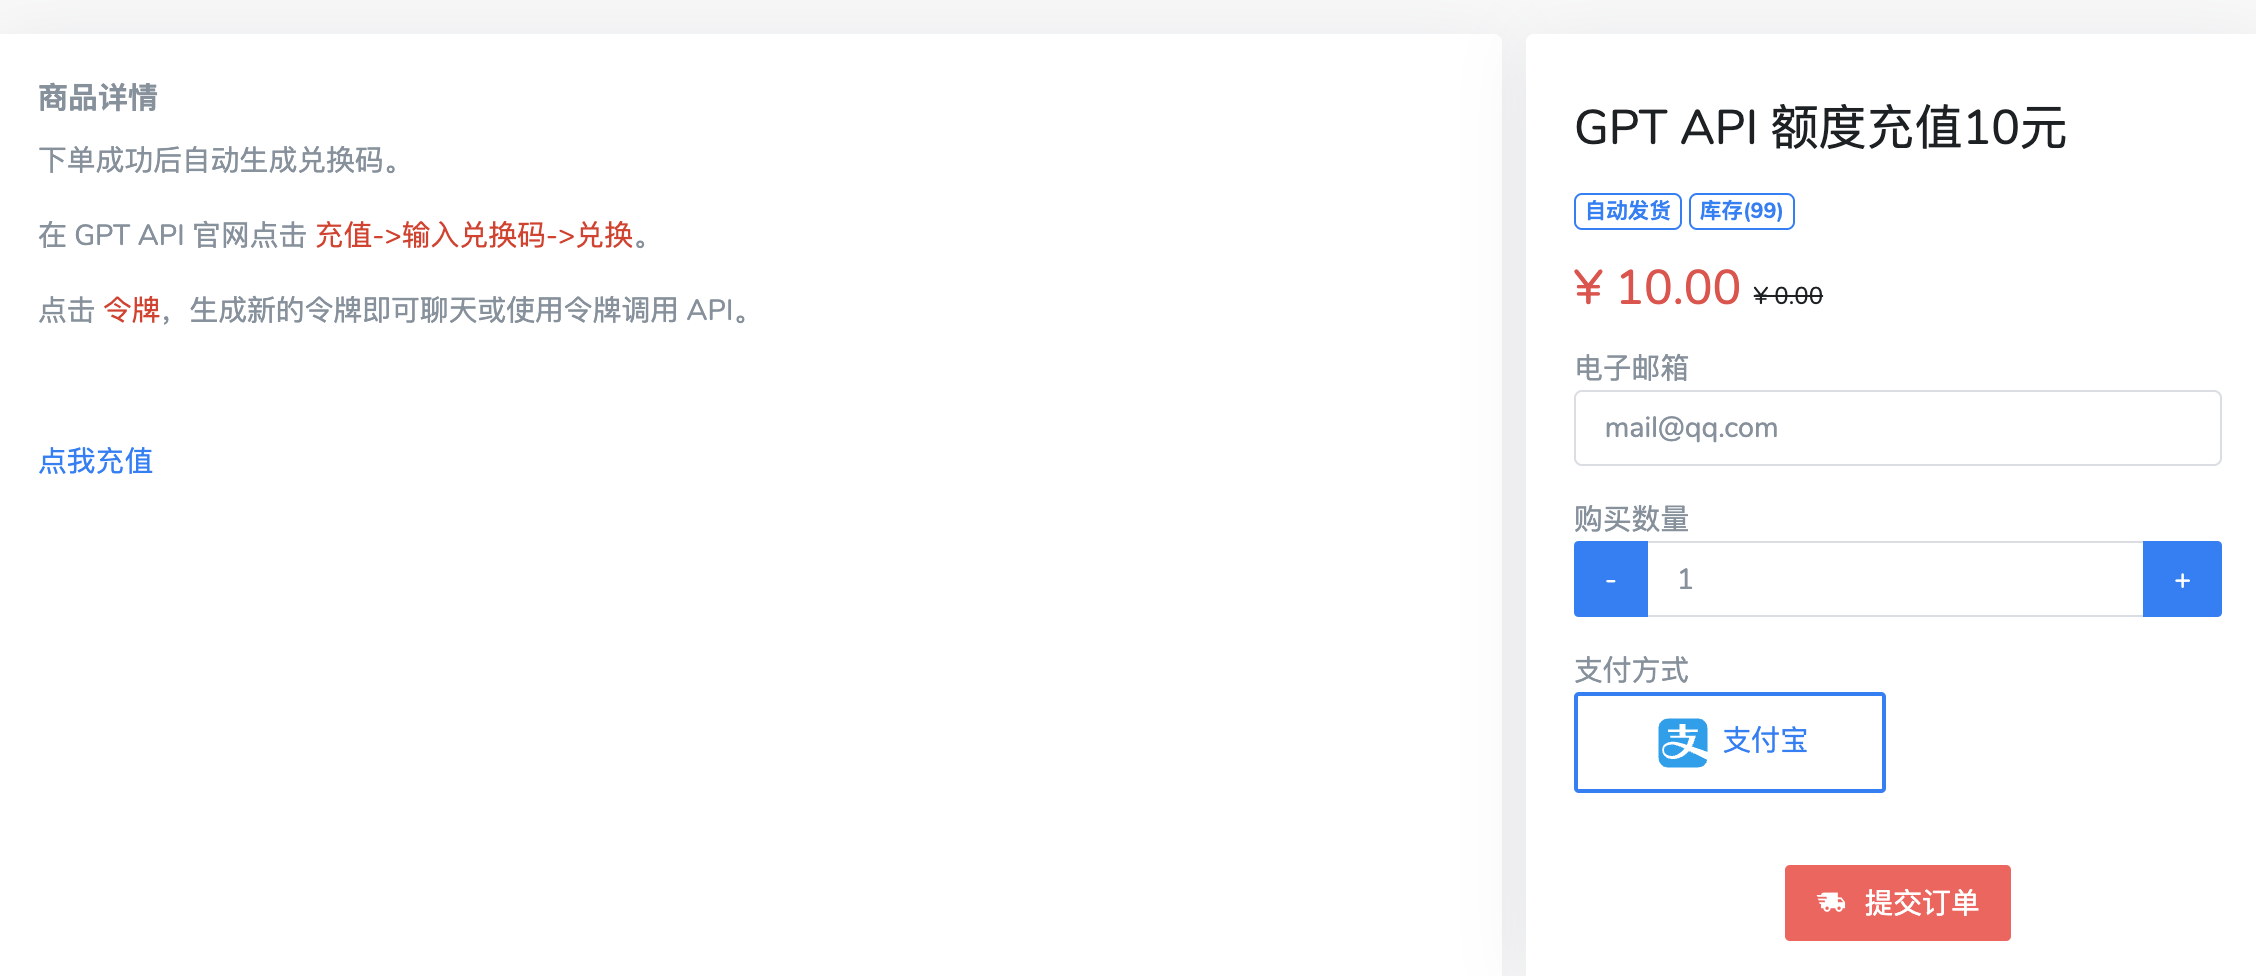 商品详情
下单成功后自动生成兑换码。
在 GPT API 官网点击 充值->输入兑换码->兑换。
点击 令牌，生成新的令牌即可聊天或使用令牌调用 API。
点我充值
GPT API 额度充值10元
自动发货 库存(99)
¥ 10.00 ¥ 0.00
电子邮箱
mail@qq.com
购买数量
- 1 +
支付方式
支 支付宝
提交订单